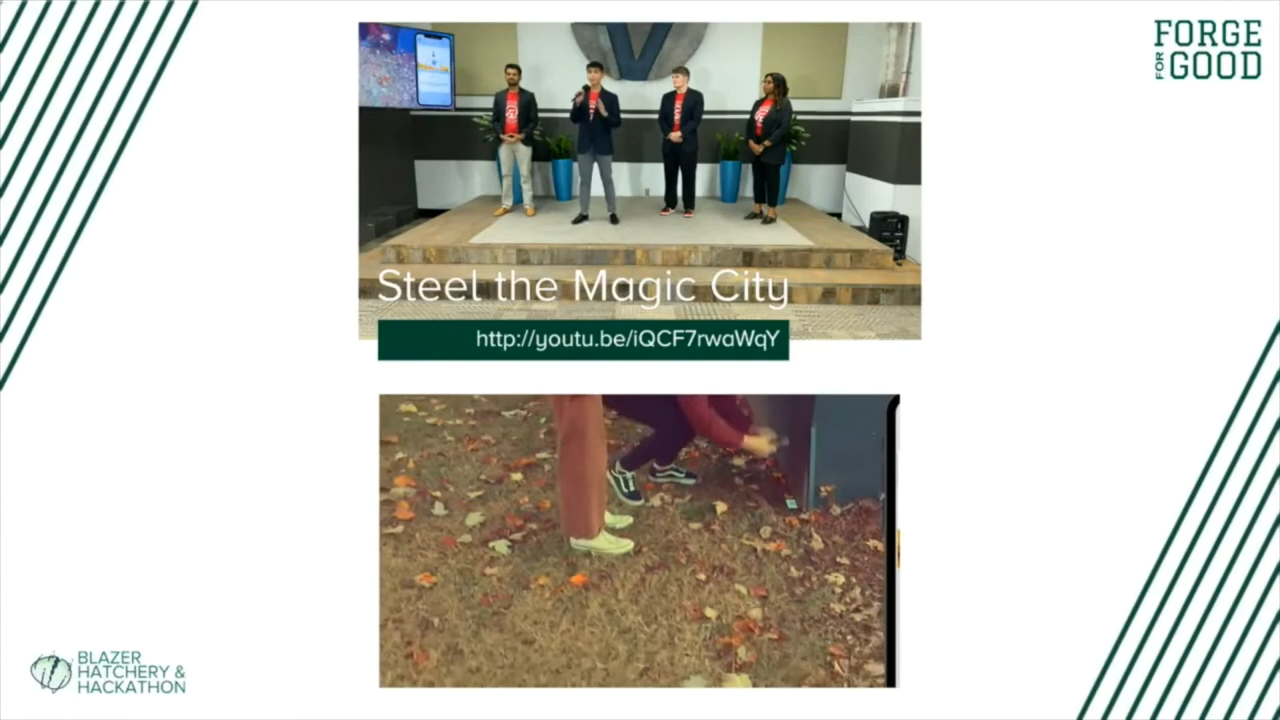 FORGE
FOR
GOOD
Steel the Magic City
http://youtu.be/iQCF7rwaWqY
BLAZER
HATCHERY &
HACKATHON